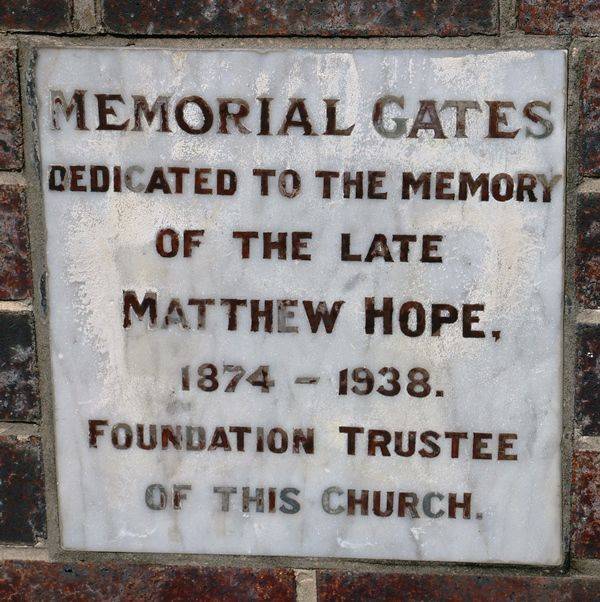 MEMORIAL GATES
DEDICATED TO THE MEMORY
OF THE LATE
MATTHEW HOPE,
1874 - 1938.
FOUNDATION TRUSTEE
OF THIS CHURCH.